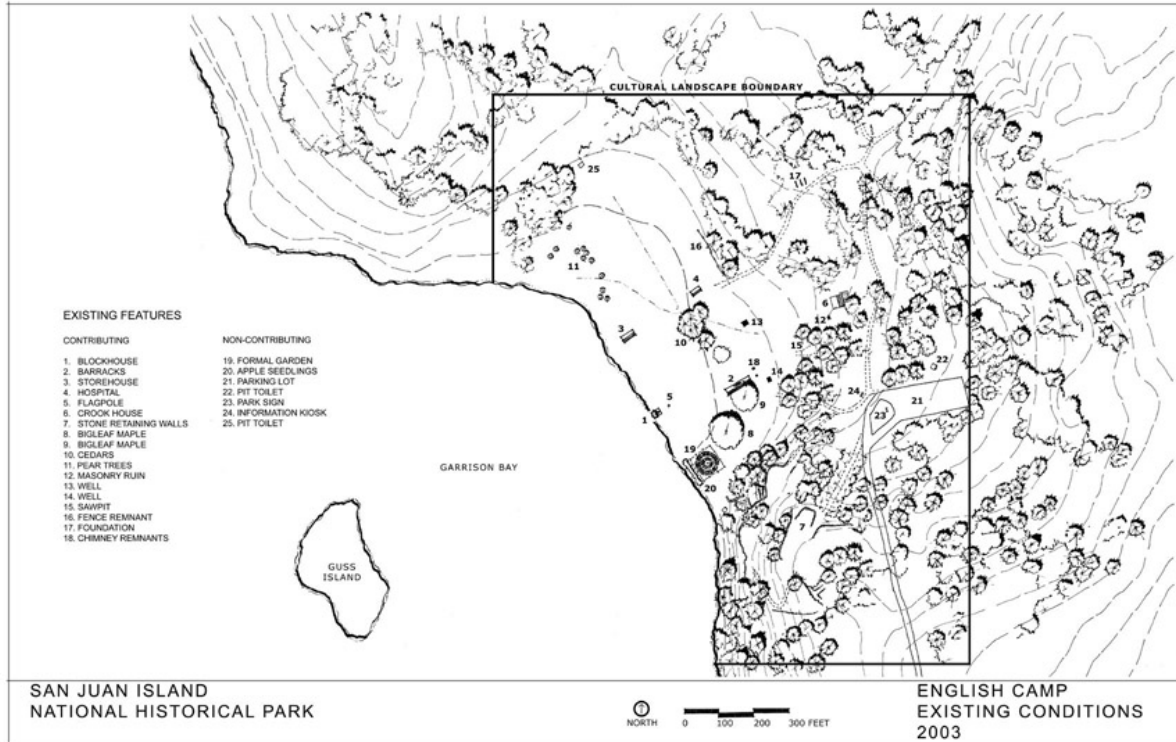 CULTURAL LANDSCAPE BOUNDARY
25
17
11
16
4
6
12
13
3
10
15
18
2
14
22
5
9
24
21
1
23
8
19
20
7
EXISTING FEATURES
CONTRIBUTING
1. BLOCKHOUSE
2. BARRACKS
3. STOREHOUSE
4. HOSPITAL
5. FLAGPOLE
6. CROOK HOUSE
7. STONE RETAINING WALLS
8. BIGLEAF MAPLE
9. BIGLEAF MAPLE
10. CEDARS
11. PEAR TREES
12. MASONRY RUIN
13. WELL
14. WELL
15. SAWPIT
16. FENCE REMNANT
17. FOUNDATION
18. CHIMNEY REMNANTS
NON-CONTRIBUTING
19. FORMAL GARDEN
20. APPLE SEEDLINGS
21. PARKING LOT
22. PIT TOILET
23. PARK SIGN
24. INFORMATION KIOSK
25. PIT TOILET
GARRISON BAY
GUSS
ISLAND
SAN JUAN ISLAND
NATIONAL HISTORICAL PARK
NORTH
0 100 200 300 FEET
ENGLISH CAMP
EXISTING CONDITIONS
2003